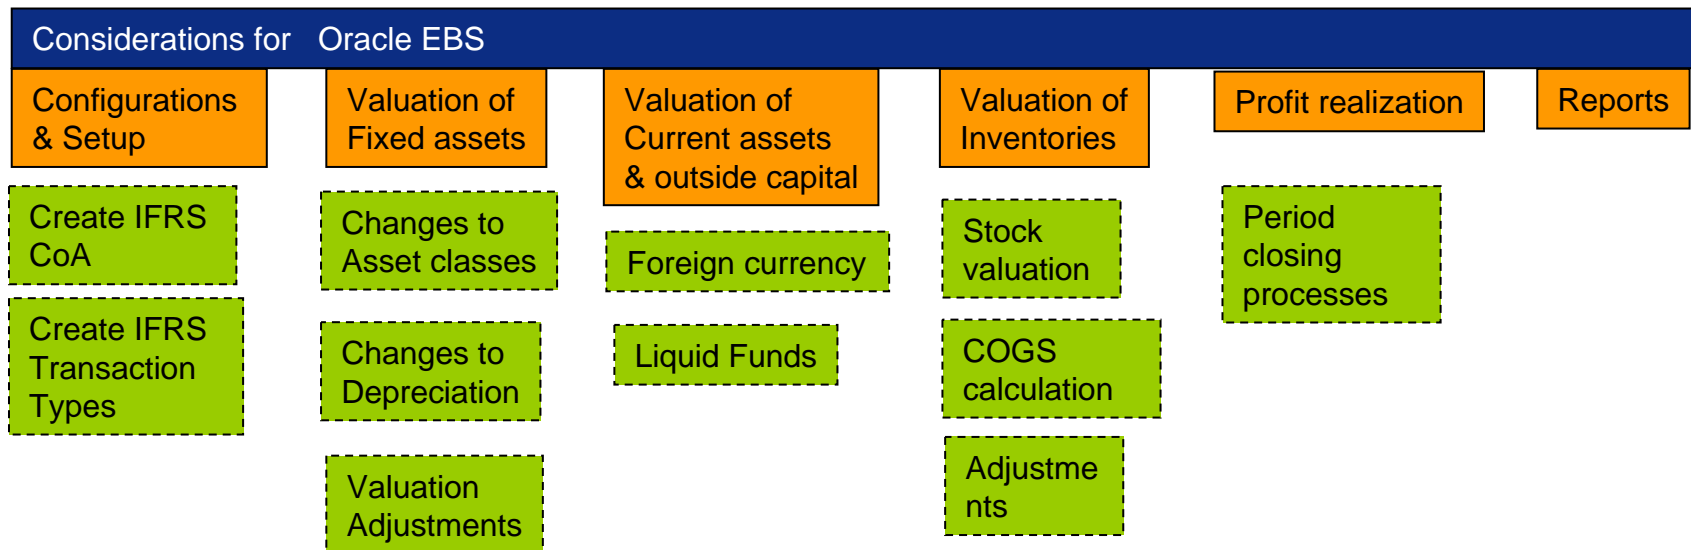 Considerations for Oracle EBS
Configurations
& Setup
Valuation of
Fixed assets
Valuation of
Current assets
& outside capital
Valuation of
Inventories
Profit realization
Reports
Create IFRS
CoA
Create IFRS
Transaction
Types
Changes to
Asset classes
Changes to
Depreciation
Valuation
Adjustments
Foreign currency
Liquid Funds
Stock
valuation
COGS
calculation
Adjustme
nts
Period
closing
processes